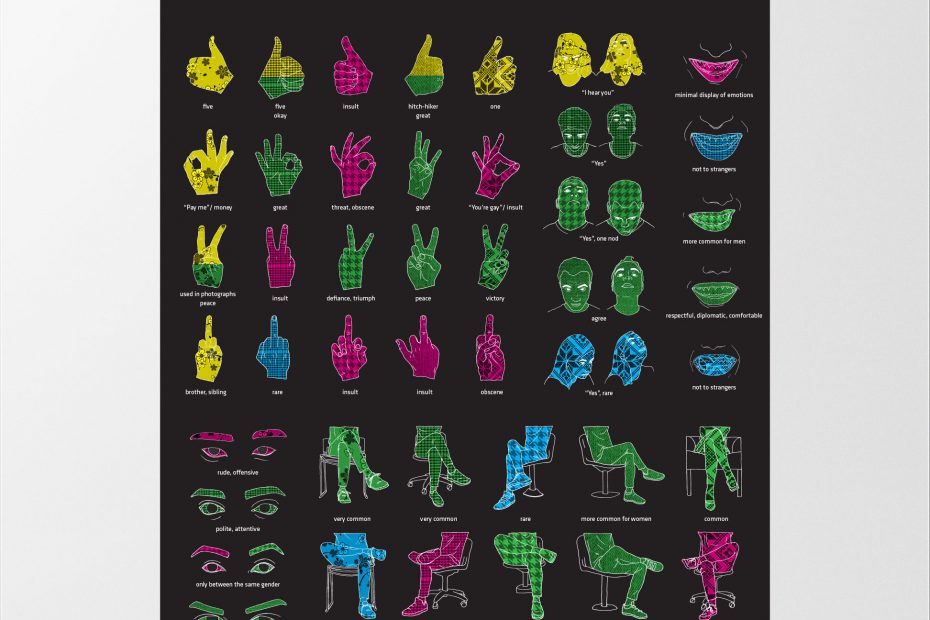 five
five
okay
insult
hitch-hiker
great
one
"Pay me"/ money
great
threat, obscene
great
"You're gay"/ insult
used in photographs
peace
insult
defiance, triumph
peace
victory
brother, sibling
rare
insult
insult
obscene
"I hear you"
"Yes"
"Yes", one nod
agree
"Yes", rare
minimal display of emotions
not to strangers
more common for men
respectful, diplomatic, comfortable
not to strangers
rude, offensive
polite, attentive
only between the same gender
very common
very common
rare
more common for women
common